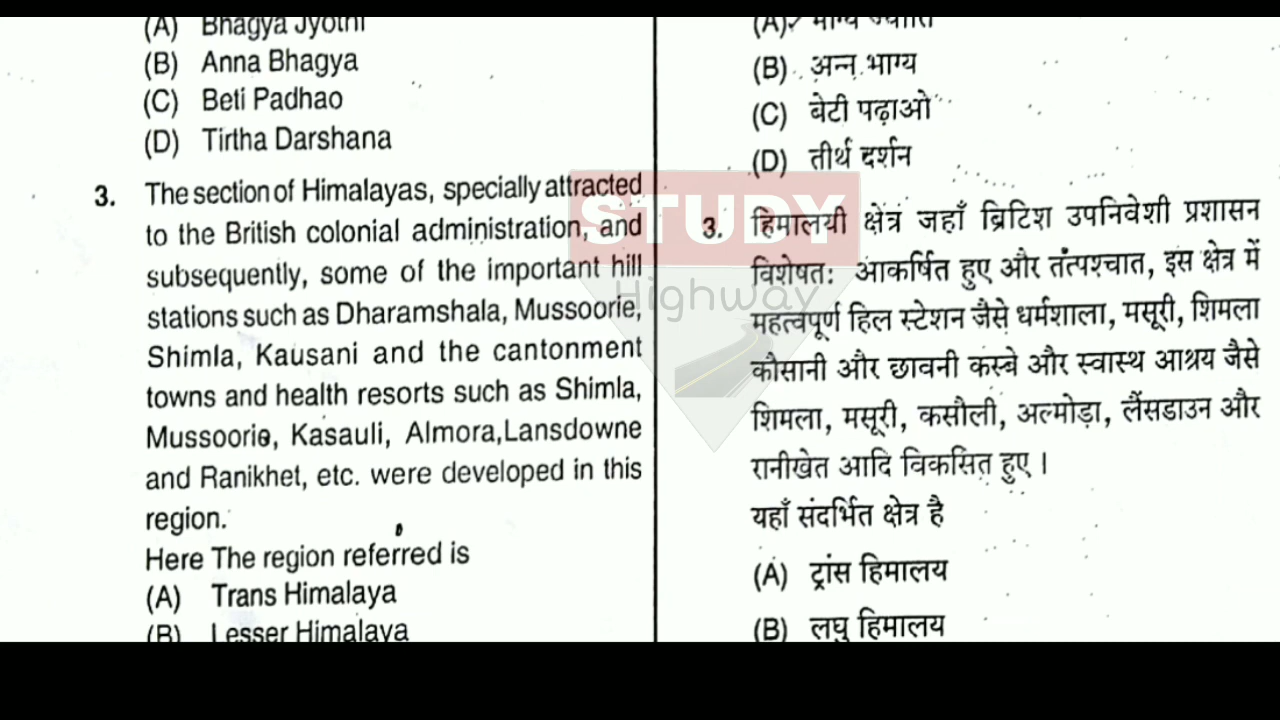 (A) Bhagya Jyothi
(B) Anna Bhagya
(C) Beti Padhao
(D) Tirtha Darshana
3. The section of Himalayas, specially attracted
to the British colonial administration, and
subsequently, some of the important hill
stations such as Dharamshala, Mussoorie,
Shimla, Kausani and the cantonment
towns and health resorts such as Shimla,
Mussoorie, Kasauli, Almora,Lansdowne
and Ranikhet, etc. were developed in this
region.
Here The region referred is
(A) Trans Himalaya
(B) Lesser Himalaya
(A) भाग्य ज्योति
(B) अन्न भाग्य
(C) बेटी पढ़ाओ
(D) तीर्थ दर्शन
3. हिमालयी क्षेत्र जहाँ ब्रिटिश उपनिवेशी प्रशासन
विशेषतः आकर्षित हुए और तत्पश्चात, इस क्षेत्र में
महत्वपूर्ण हिल स्टेशन जैसे धर्मशाला, मसूरी, शिमला
कौसानी और छावनी कस्बे और स्वास्थ आश्रय जैसे
शिमला, मसूरी, कसौली, अल्मोड़ा, लैंसडाउन और
रानीखेत आदि विकसित हुए ।
यहाँ संदर्भित क्षेत्र है
(A) ट्रांस हिमालय
(B) लघु हिमालय
STUDY
Highway